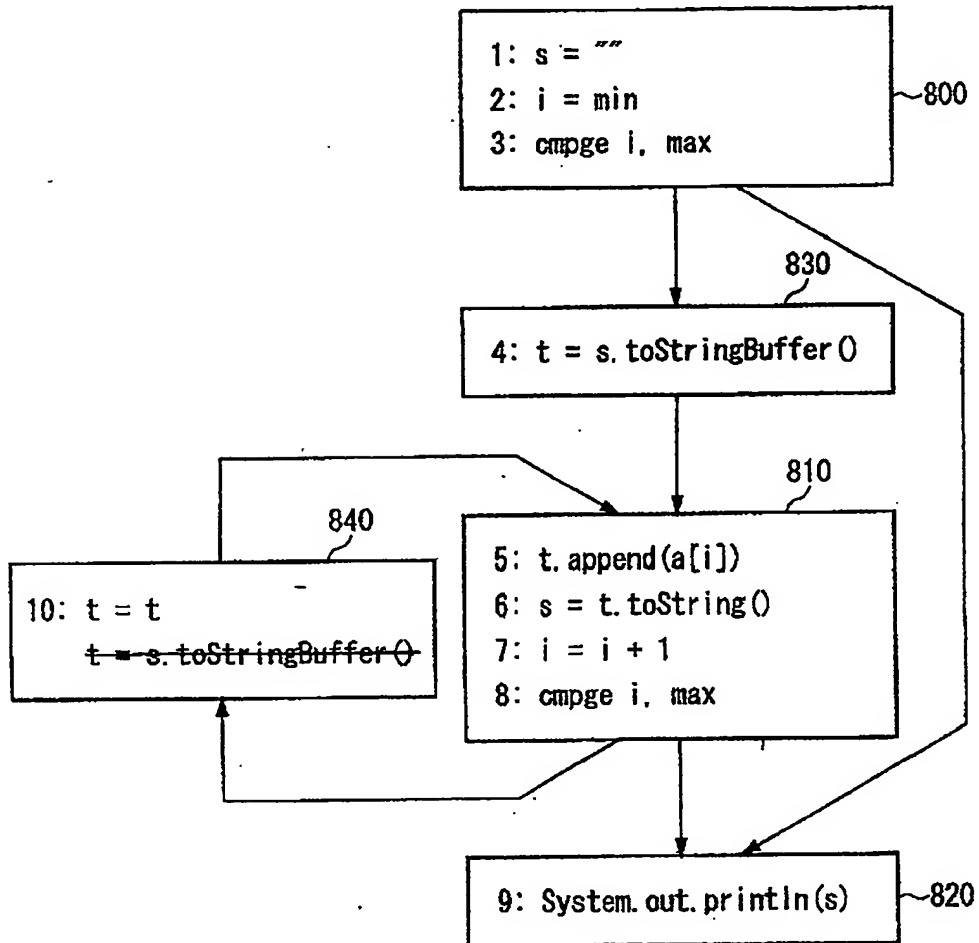 1: s = ""
2: i = min
3: cmpge i, max
800
830
4: t = s.toStringBuffer()
810
5: t.append(a[i])
6: s = t.toString()
7: i = i + 1
8: cmpge i, max
840
10: t = t
t = s.toStringBuffer()
9: System.out.println(s)
820